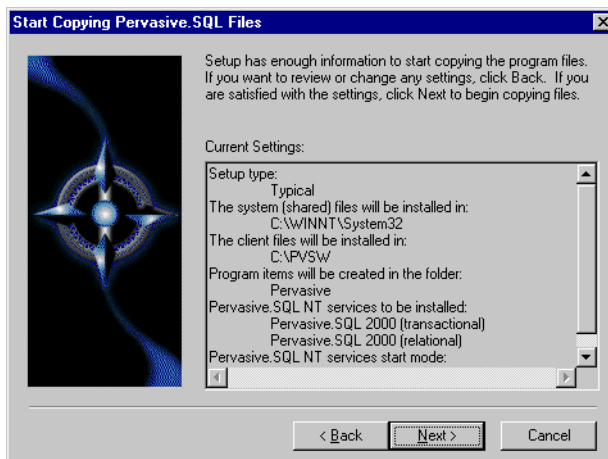 Start Copying Pervasive.SQL Files
Setup has enough information to start copying the program files.
If you want to review or change any settings, click Back. If you
are satisfied with the settings, click Next to begin copying files.
Current Settings:
Setup type:
Typical
The system (shared) files will be installed in:
C:\WINNT\System32
The client files will be installed in:
C:\PVSW
Program items will be created in the folder:
Pervasive
Pervasive.SQL NT services to be installed:
Pervasive.SQL 2000 (transactional)
Pervasive.SQL 2000 (relational)
Pervasive.SQL NT services start mode:
< Back
Next >
Cancel